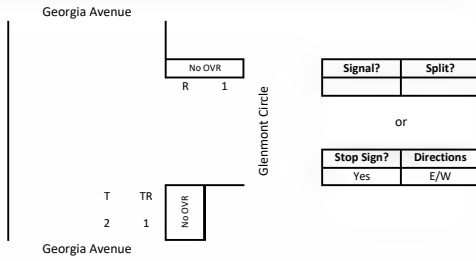 Georgia Avenue
No OVR
R 1
Glenmont Circle
T TR
2 1
No OVR
Georgia Avenue
Signal? Split?
or
Stop Sign? Directions
Yes E/W